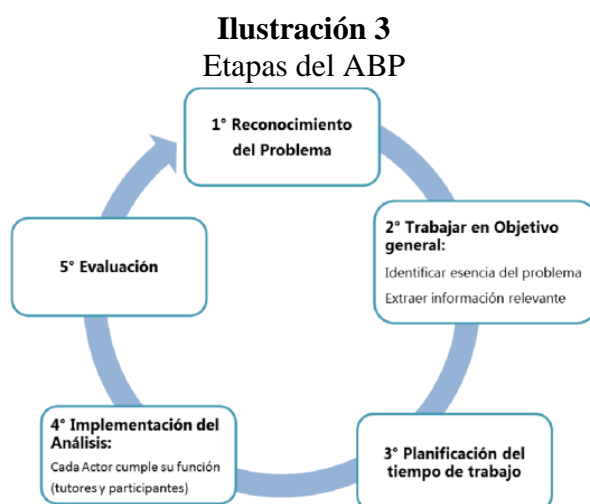 Ilustración 3
Etapas del ABP
1° Reconocimiento
del Problema
2° Trabajar en Objetivo
general:
Identificar esencia del problema
Extraer información relevante
3° Planificación del
tiempo de trabajo
4° Implementación del
Análisis:
Cada Actor cumple su función
(tutores y participantes)
5° Evaluación